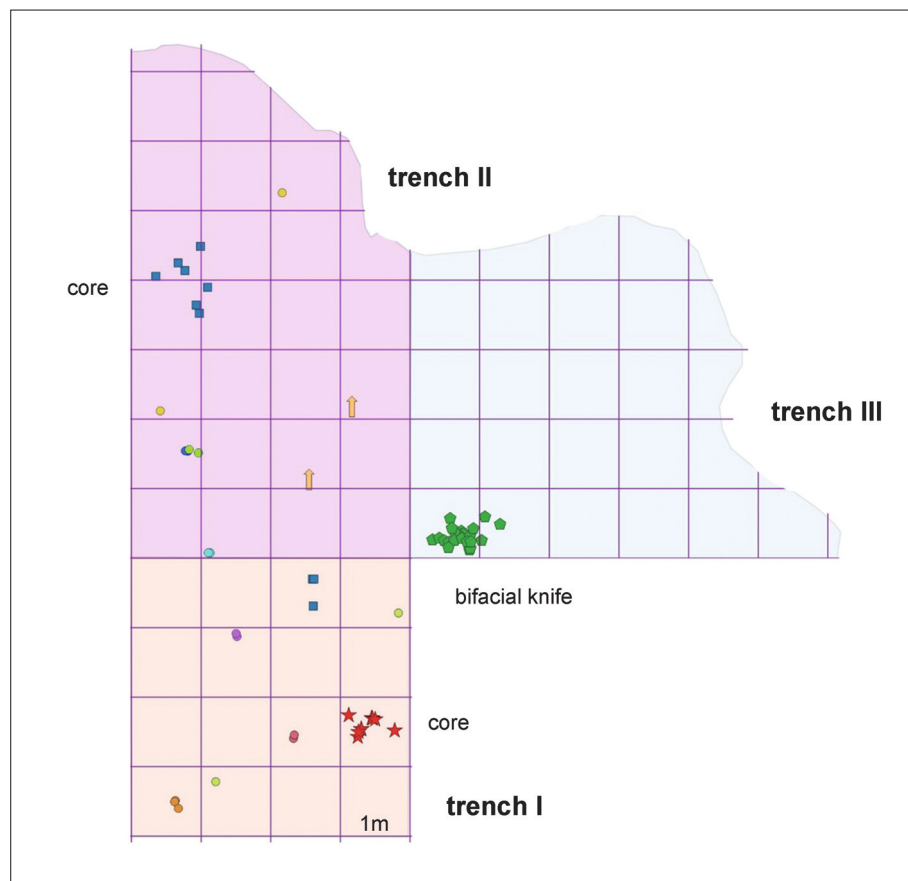 trench II
core
trench III
bifacial knife
core
trench I
1m